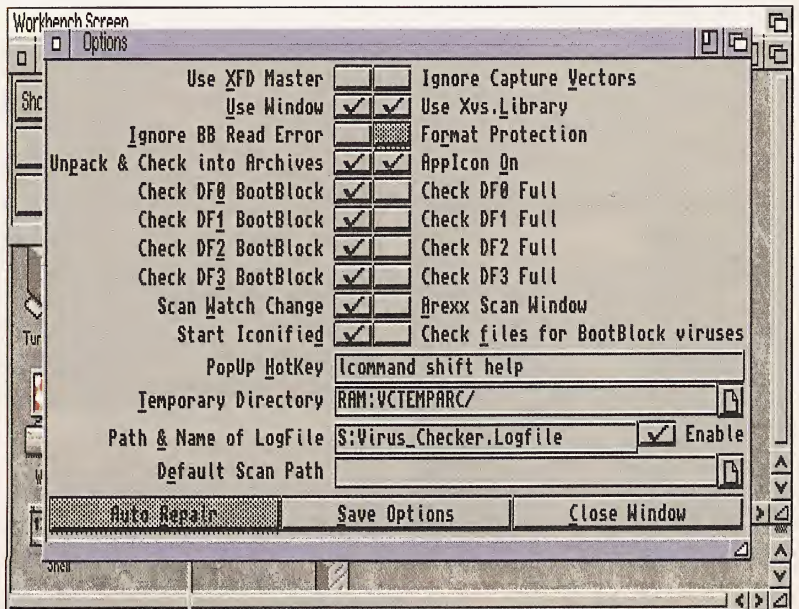 Workbench Screen
Options
Use XFD Master Ignore Capture Vectors
Use Window Use Xvs.Library
Ignore BB Read Error Format Protection
Unpack & Check into Archives AppIcon On
Check DF0 BootBlock Check DF0 Full
Check DF1 BootBlock Check DF1 Full
Check DF2 BootBlock Check DF2 Full
Check DF3 BootBlock Check DF3 Full
Scan Watch Change Arexx Scan Window
Start Iconified Check files for BootBlock viruses
PopUp HotKey lcommand shift help
Temporary Directory RAM:VCTEMPARC/
Path & Name of LogFile S:Virus_Checker.Logfile Enable
Default Scan Path
Auto Repair Save Options Close Window
Shell